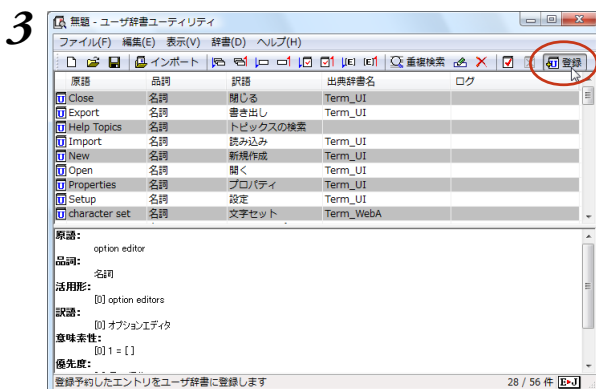 3
無題 - ユーザ辞書ユーティリティ
ファイル(F) 編集(E) 表示(V) 辞書(D) ヘルプ(H)
インポート 重複検索 登録
原語 品詞 訳語 出典辞書名 ログ
Close 名詞 閉じる Term_UI
Export 名詞 書き出し Term_UI
Help Topics 名詞 トピックスの検索
Import 名詞 読み込み Term_UI
New 名詞 新規作成 Term_UI
Open 名詞 開く Term_UI
Properties 名詞 プロパティ Term_UI
Setup 名詞 設定 Term_UI
character set 名詞 文字セット Term_WebA
原語:
option editor
品詞:
名詞
活用形:
[0] option editors
訳語:
[0] オプションエディタ
意味素性:
[0] 1 = [ ]
優先度:
登録予約したエントリをユーザ辞書に登録します 28 / 56 件 E▸J